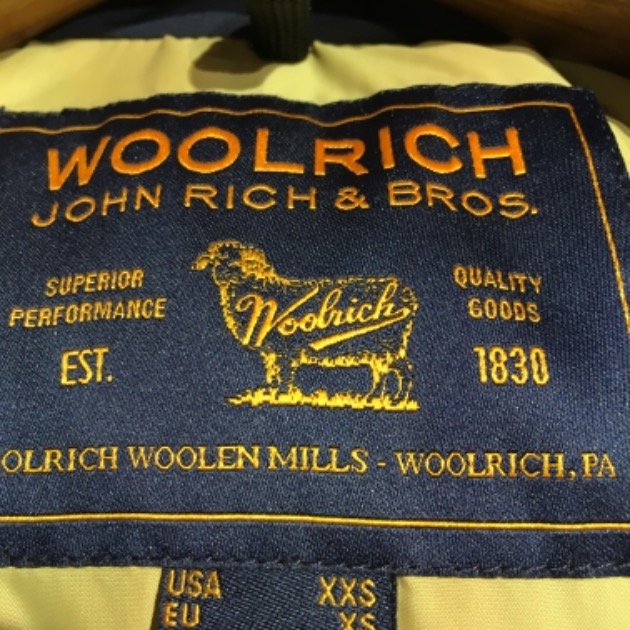 WOOLRICH
JOHN RICH & BROS.
SUPERIOR PERFORMANCE
Woolrich
QUALITY GOODS
EST. 1830
OLRICH WOOLEN MILLS - WOOLRICH, PA
USA XXS
EU XS